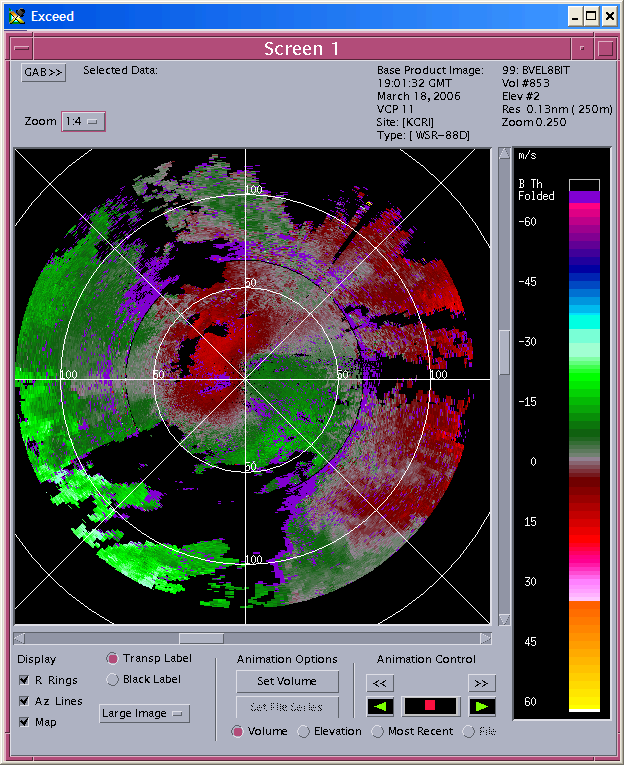 Exceed
Screen 1
GAB>>
Selected Data:
Zoom 1:4
Base Product Image:
19:01:32 GMT
March 18, 2006
VCP 11
Site: [KCRI]
Type: [ WSR-88D]
99: BVEL8BIT
Vol #853
Elev #2
Res 0.13nm ( 250m)
Zoom 0.250
100
50
100
50
50
100
50
100
m/s
B Th
Folded
-60
-45
-30
-15
0
15
30
45
60
Display
R Rings
Az Lines
Map
Transp Label
Black Label
Large Image
Animation Options
Set Volume
Set File Series
Animation Control
<<
>>
Volume
Elevation
Most Recent
File